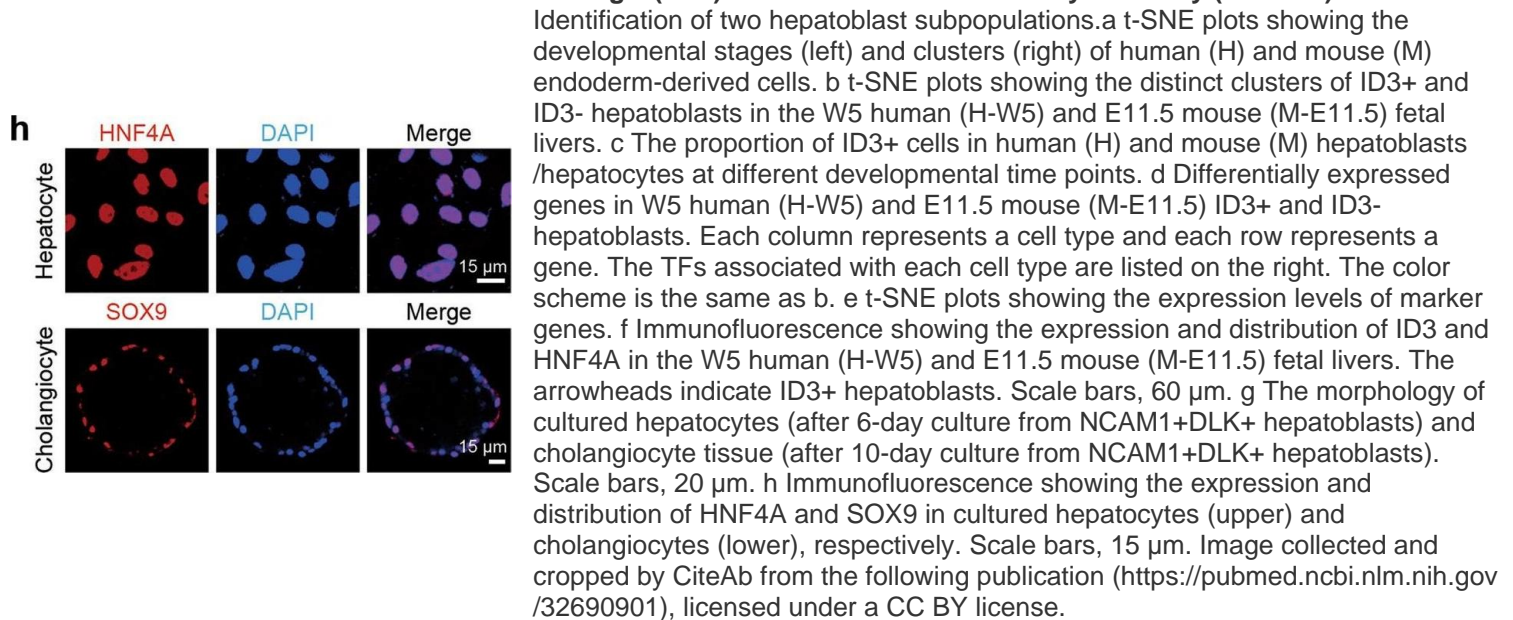 h
HNF4A DAPI Merge
Hepatocyte
15 µm
SOX9 DAPI Merge
Cholangiocyte
15 µm
Identification of two hepatoblast subpopulations.a t-SNE plots showing the
developmental stages (left) and clusters (right) of human (H) and mouse (M)
endoderm-derived cells. b t-SNE plots showing the distinct clusters of ID3+ and
ID3- hepatoblasts in the W5 human (H-W5) and E11.5 mouse (M-E11.5) fetal
livers. c The proportion of ID3+ cells in human (H) and mouse (M) hepatoblasts
/hepatocytes at different developmental time points. d Differentially expressed
genes in W5 human (H-W5) and E11.5 mouse (M-E11.5) ID3+ and ID3-
hepatoblasts. Each column represents a cell type and each row represents a
gene. The TFs associated with each cell type are listed on the right. The color
scheme is the same as b. e t-SNE plots showing the expression levels of marker
genes. f Immunofluorescence showing the expression and distribution of ID3 and
HNF4A in the W5 human (H-W5) and E11.5 mouse (M-E11.5) fetal livers. The
arrowheads indicate ID3+ hepatoblasts. Scale bars, 60 µm. g The morphology of
cultured hepatocytes (after 6-day culture from NCAM1+DLK+ hepatoblasts) and
cholangiocyte tissue (after 10-day culture from NCAM1+DLK+ hepatoblasts).
Scale bars, 20 µm. h Immunofluorescence showing the expression and
distribution of HNF4A and SOX9 in cultured hepatocytes (upper) and
cholangiocytes (lower), respectively. Scale bars, 15 µm. Image collected and
cropped by CiteAb from the following publication (https://pubmed.ncbi.nlm.nih.gov
/32690901), licensed under a CC BY license.